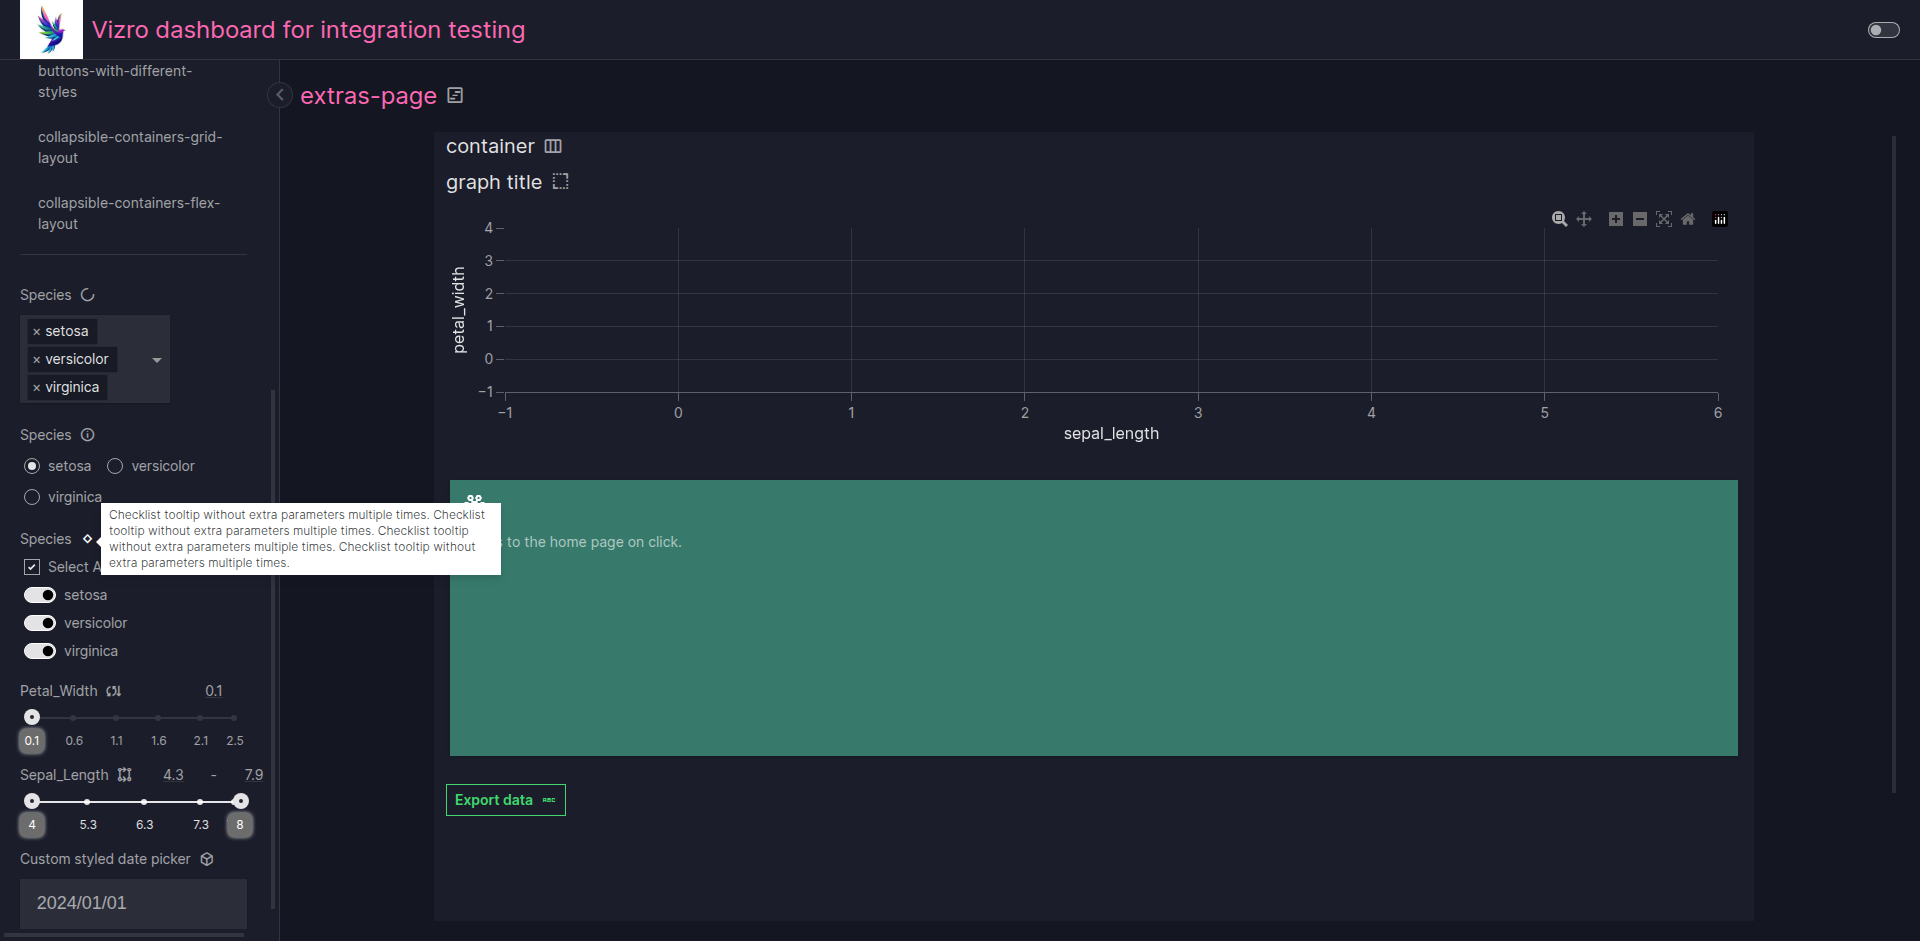 Vizro dashboard for integration testing
buttons-with-different-
styles
collapsible-containers-grid-
layout
collapsible-containers-flex-
layout
Species
× setosa
× versicolor
× virginica
Species
setosa versicolor
virginica
Species
Checklist tooltip without extra parameters multiple times. Checklist
tooltip without extra parameters multiple times. Checklist tooltip
without extra parameters multiple times. Checklist tooltip without
extra parameters multiple times.
Select
setosa
versicolor
virginica
Petal_Width 0.1
0.1 0.6 1.1 1.6 2.1 2.5
Sepal_Length 4.3 - 7.9
4 5.3 6.3 7.3 8
Custom styled date picker
2024/01/01
extras-page
container
graph title
petal_width
4
3
2
1
0
−1
−1 0 1 2 3 4 5 6
sepal_length
to the home page on click.
Export data ABC